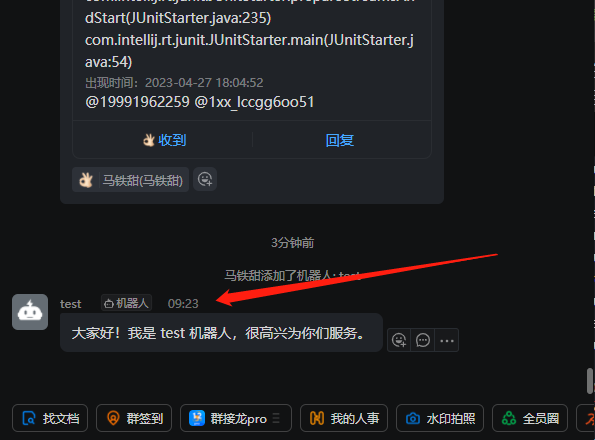 dStart(JUnitStarter.java:235)
com.intellij.rt.junit.JUnitStarter.main(JUnitStarter.j
ava:54)
出现时间：2023-04-27 18:04:52
@19991962259 @1xx_lccgg6oo51
收到
回复
马铁甜(马铁甜)
3分钟前
马铁甜添加了机器人: test
test 机器人 09:23
大家好！我是 test 机器人，很高兴为你们服务。
找文档 群签到 群接龙pro 我的人事 水印拍照 全员圈